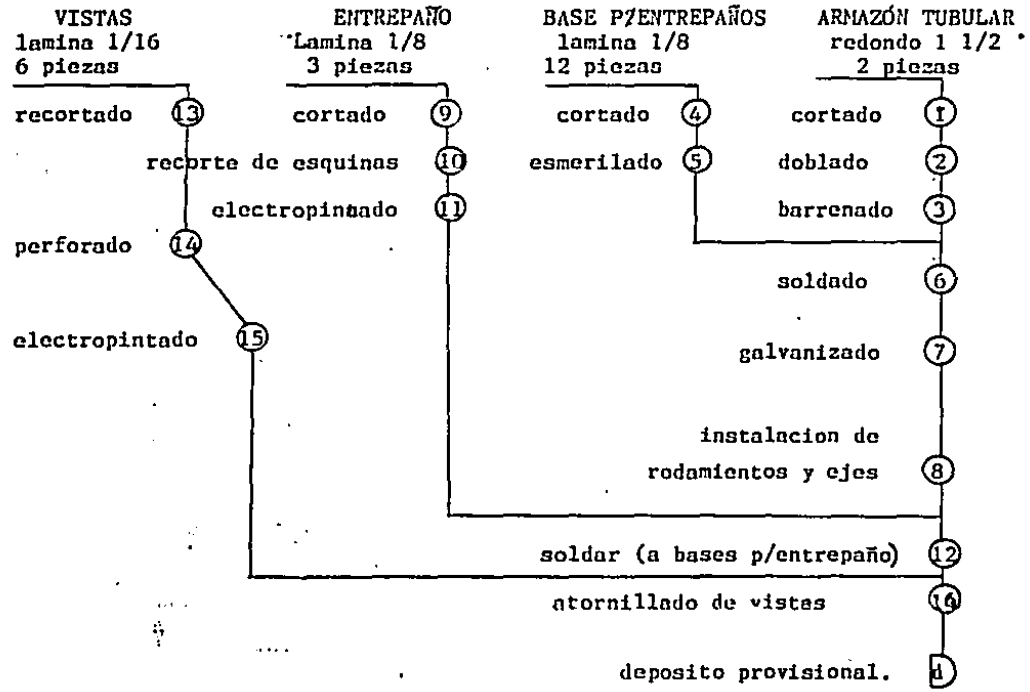 VISTAS
lamina 1/16
6 piezas
ENTREPAÑO
Lamina 1/8
3 piezas
BASE P/ENTREPAÑOS
lamina 1/8
12 piezas
ARMAZÓN TUBULAR
redondo 1 1/2
2 piezas
recortado 13
cortado 9
cortado 4
cortado 1
recorte de esquinas 10
esmerilado 5
doblado 2
electropintado 11
barrenado 3
perforado 14
soldado 6
electropintado 15
galvanizado 7
instalacion de
rodamientos y ejes 8
soldar (a bases p/entrepaño) 12
atornillado de vistas 16
deposito provisional. d